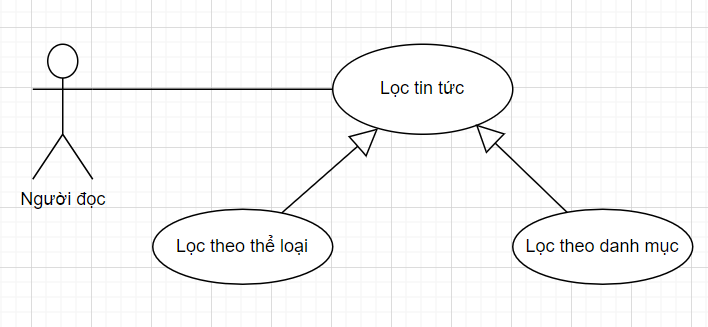 Lọc tin tức
Người đọc
Lọc theo thể loại
Lọc theo danh mục